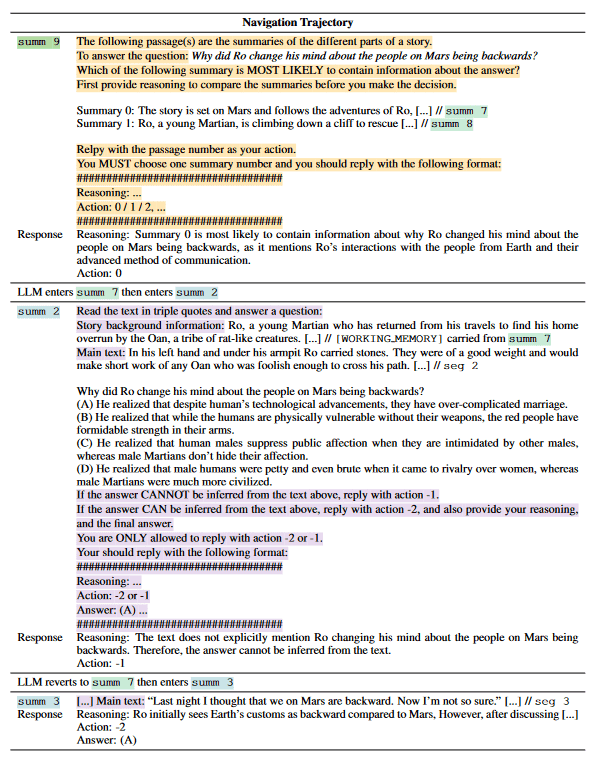 Navigation Trajectory
summ 9 The following passage(s) are the summaries of the different parts of a story.
To answer the question: Why did Ro change his mind about the people on Mars being backwards?
Which of the following summary is MOST LIKELY to contain information about the answer?
First provide reasoning to compare the summaries before you make the decision.
Summary 0: The story is set on Mars and follows the adventures of Ro, [...] // summ 7
Summary 1: Ro, a young Martian, is climbing down a cliff to rescue [...] // summ 8
Relpy with the passage number as your action.
You MUST choose one summary number and you should reply with the following format:
###################################
Reasoning: ...
Action: 0 / 1 / 2, ...
###################################
Response Reasoning: Summary 0 is most likely to contain information about why Ro changed his mind about the
people on Mars being backwards, as it mentions Ro's interactions with the people from Earth and their
advanced method of communication.
Action: 0
LLM enters summ 7 then enters summ 2
summ 2 Read the text in triple quotes and answer a question:
Story background information: Ro, a young Martian who has returned from his travels to find his home
overrun by the Oan, a tribe of rat-like creatures. [...] // [WORKING_MEMORY] carried from summ 7
Main text: In his left hand and under his armpit Ro carried stones. They were of a good weight and would
make short work of any Oan who was foolish enough to cross his path. [...] // seg 2
Why did Ro change his mind about the people on Mars being backwards?
(A) He realized that despite human's technological advancements, they have over-complicated marriage.
(B) He realized that while the humans are physically vulnerable without their weapons, the red people have
formidable strength in their arms.
(C) He realized that human males suppress public affection when they are intimidated by other males,
whereas male Martians don't hide their affection.
(D) He realized that male humans were petty and even brute when it came to rivalry over women, whereas
male Martians were much more civilized.
If the answer CANNOT be inferred from the text above, reply with action -1.
If the answer CAN be inferred from the text above, reply with action -2, and also provide your reasoning,
and the final answer.
You are ONLY allowed to reply with action -2 or -1.
Your should reply with the following format:
###################################
Reasoning: ...
Action: -2 or -1
Answer: (A) ...
###################################
Response Reasoning: The text does not explicitly mention Ro changing his mind about the people on Mars being
backwards. Therefore, the answer cannot be inferred from the text.
Action: -1
LLM reverts to summ 7 then enters summ 3
summ 3 [...] Main text: “Last night I thought that we on Mars are backward. Now I'm not so sure.” [...] // seg 3
Response Reasoning: Ro initially sees Earth's customs as backward compared to Mars, However, after discussing [...]
Action: -2
Answer: (A)